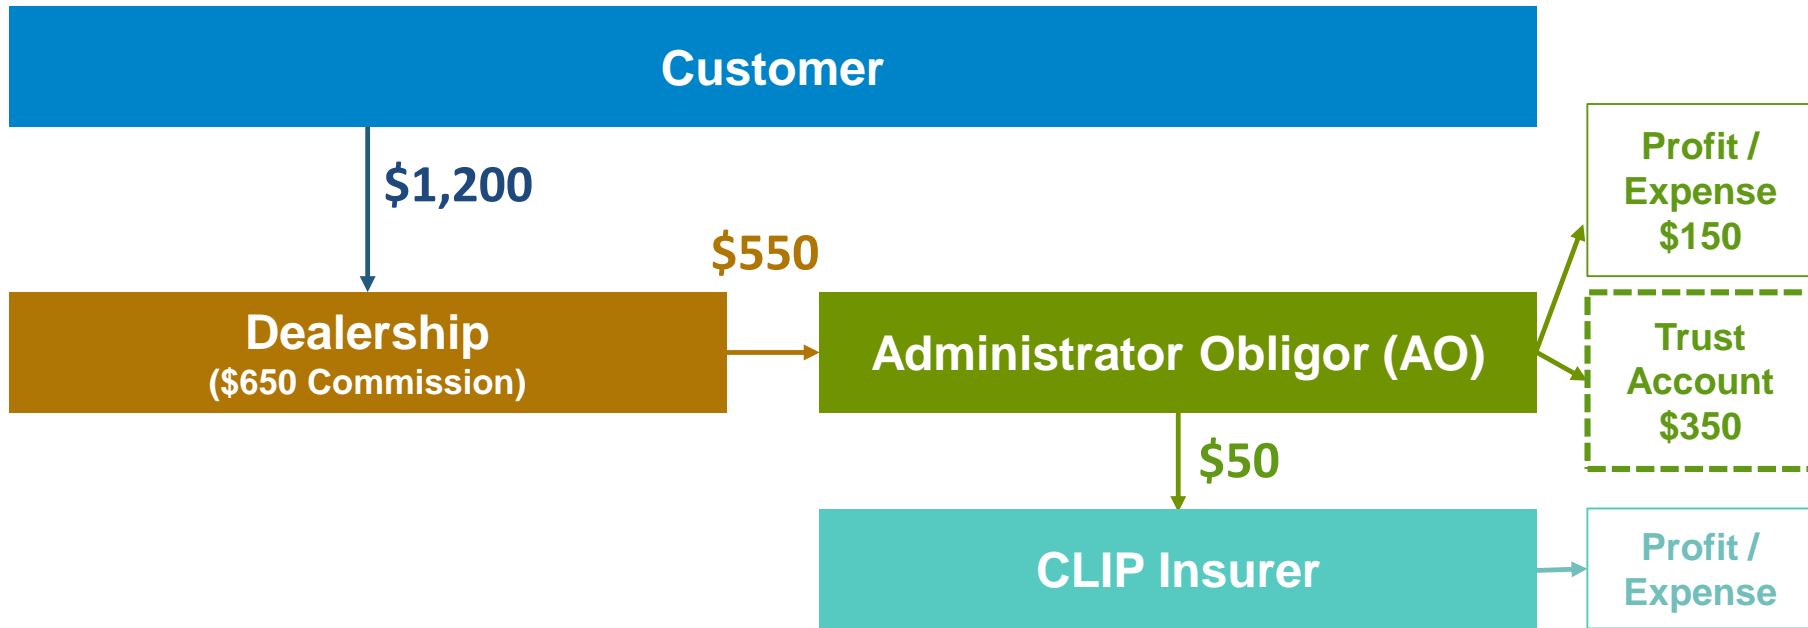 Customer
$1,200
Profit /
Expense
$150
$550
Dealership
($650 Commission)
Administrator Obligor (AO)
Trust
Account
$350
$50
CLIP Insurer
Profit /
Expense